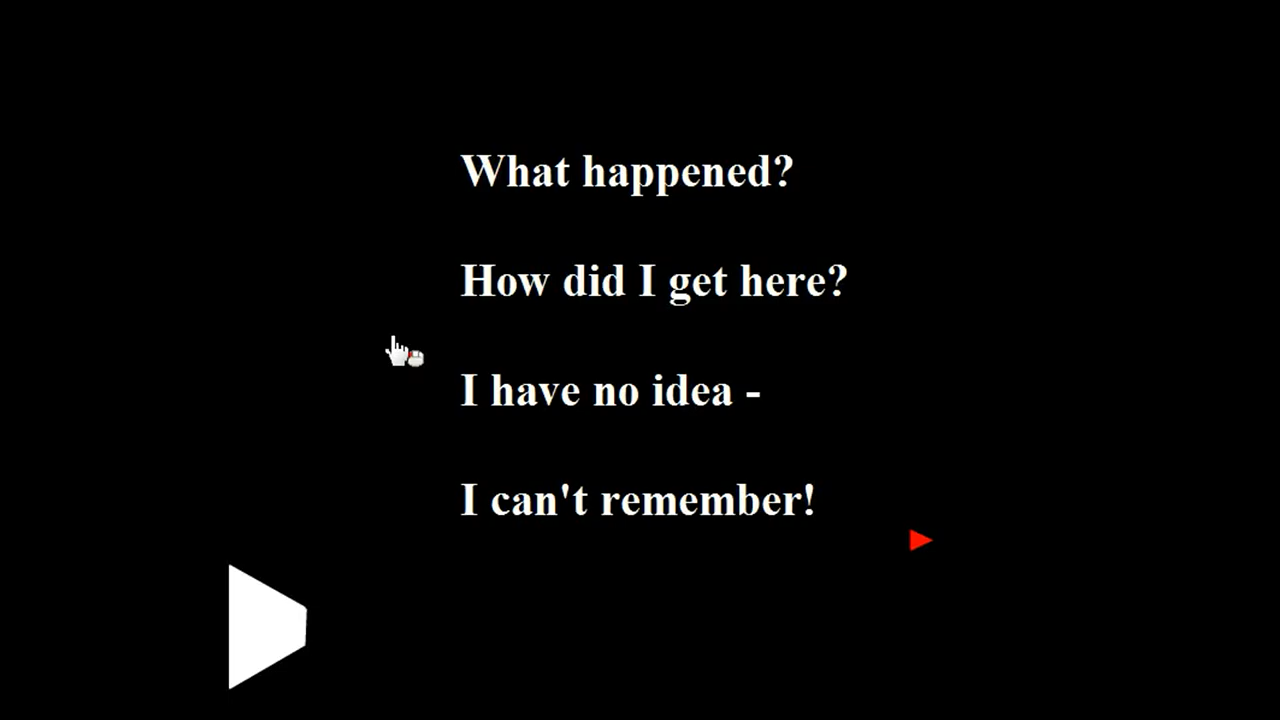 What happened?
How did I get here?
I have no idea -
I can't remember!